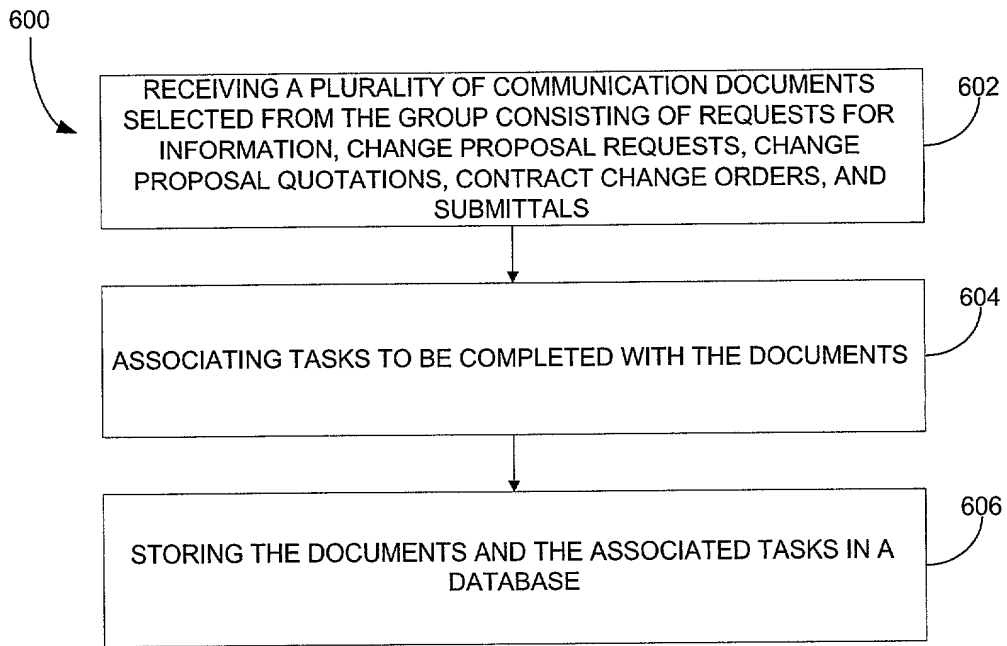 600
RECEIVING A PLURALITY OF COMMUNICATION DOCUMENTS
SELECTED FROM THE GROUP CONSISTING OF REQUESTS FOR
INFORMATION, CHANGE PROPOSAL REQUESTS, CHANGE
PROPOSAL QUOTATIONS, CONTRACT CHANGE ORDERS, AND
SUBMITTALS
602
604
ASSOCIATING TASKS TO BE COMPLETED WITH THE DOCUMENTS
606
STORING THE DOCUMENTS AND THE ASSOCIATED TASKS IN A
DATABASE